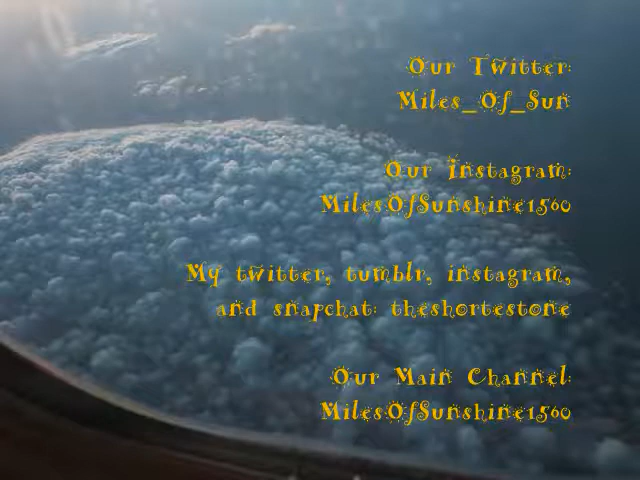 Our Twitter:
Miles_Of_Sun
Our instagram:
MilesOfSunshine1560
My twitter, tumblr, instagram,
and snapchat: theshortestone
Our Main Channel:
MilesOfSunshine1560